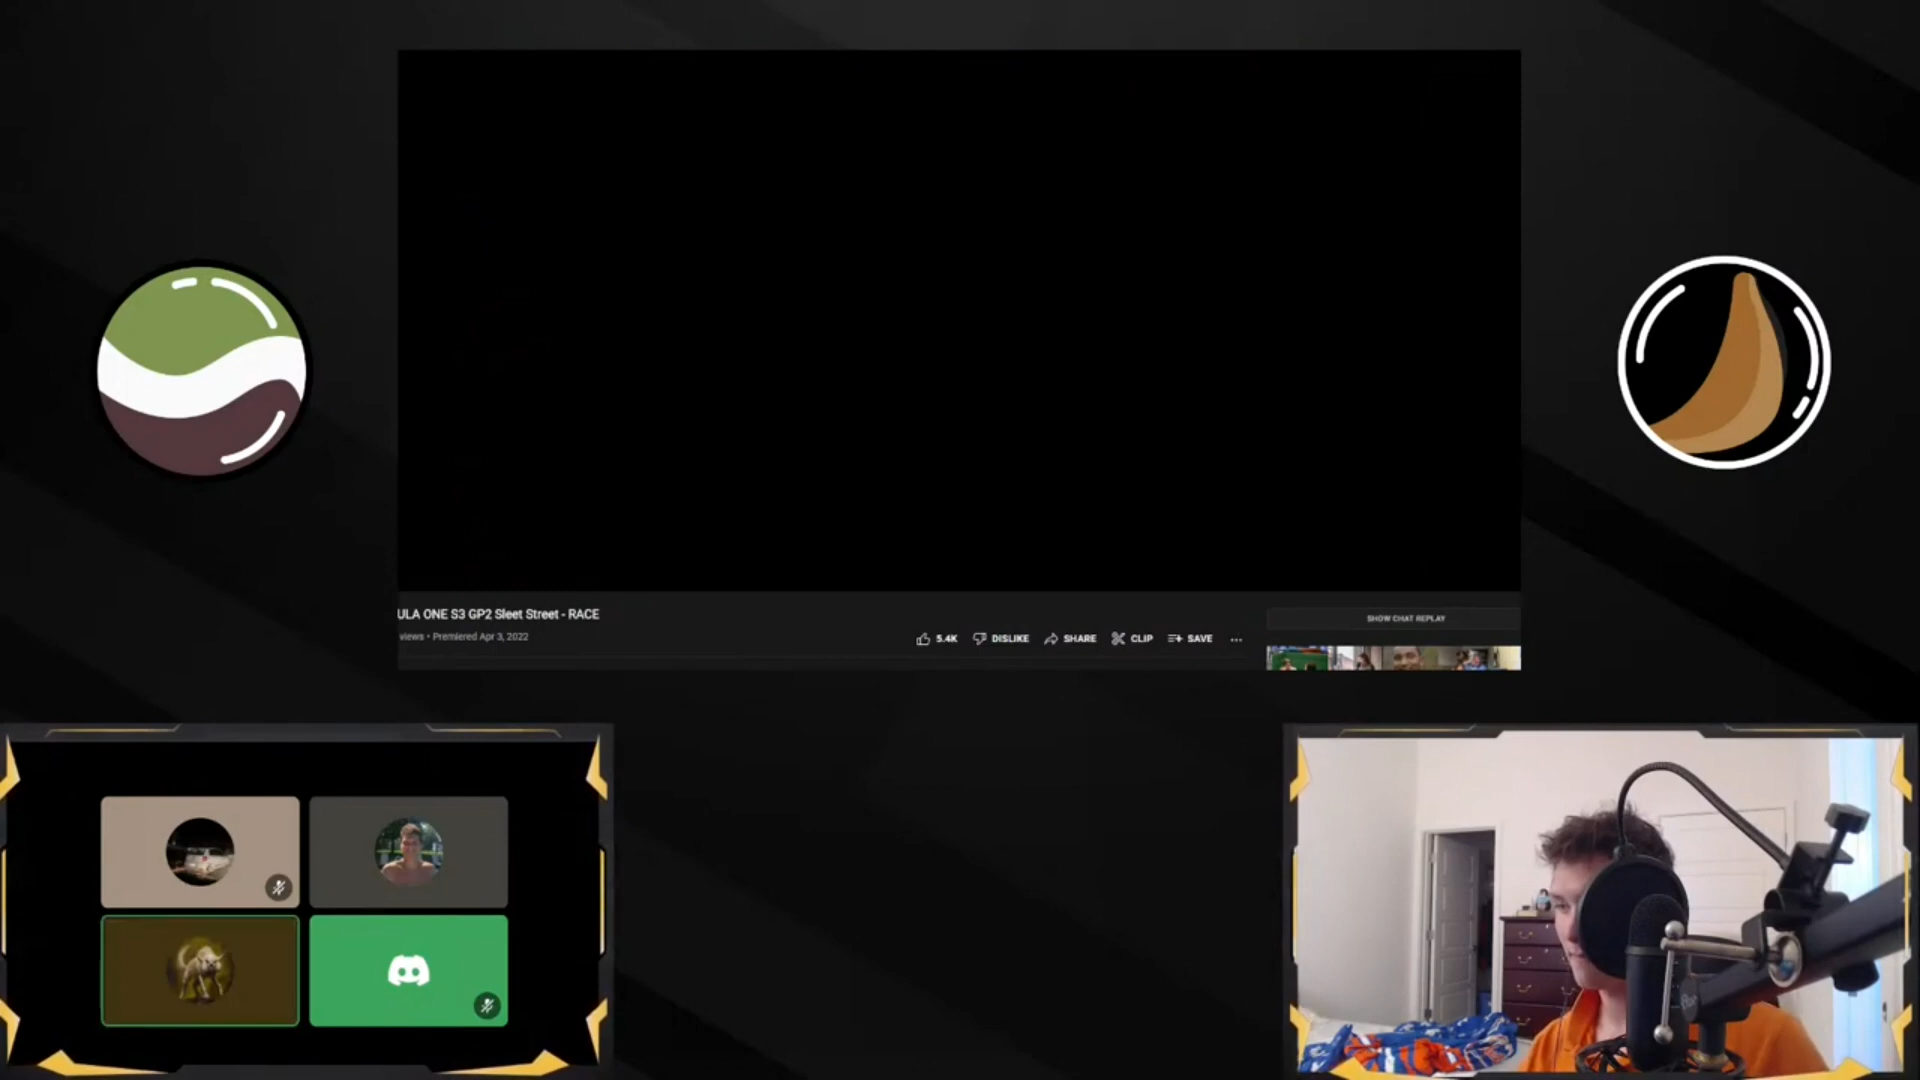 ULA ONE S3 GP2 Sleet Street - RACE
views • Premiered Apr 3, 2022
5.4K DISLIKE SHARE CLIP SAVE ...
SHOW CHAT REPLAY